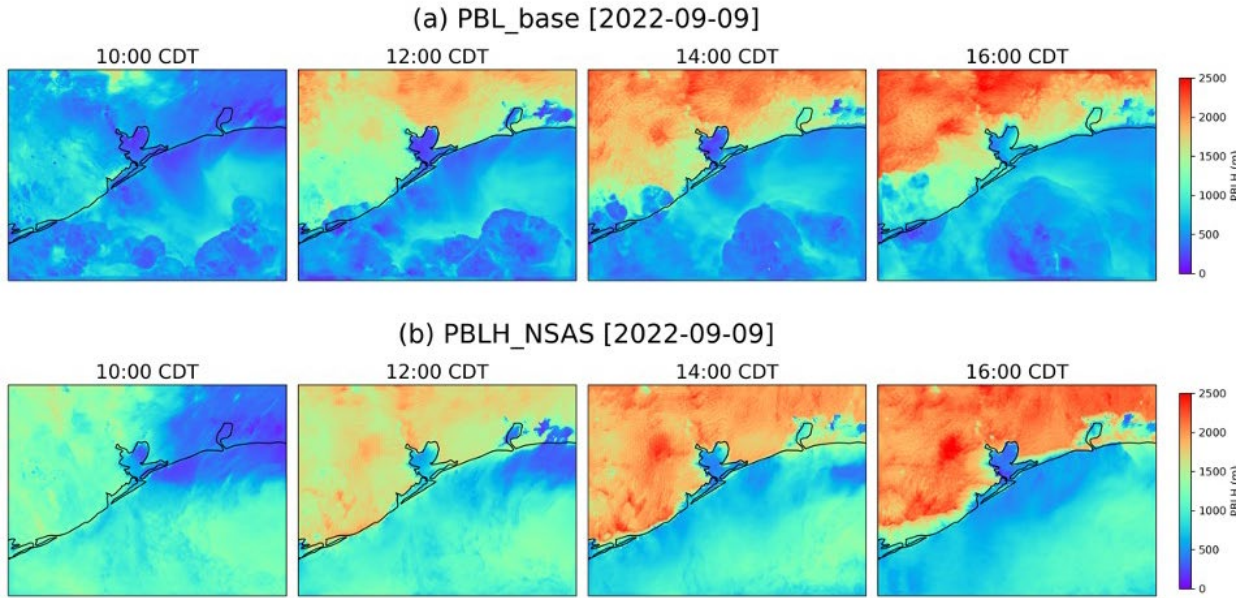 (a) PBL_base [2022-09-09]
10:00 CDT
12:00 CDT
14:00 CDT
16:00 CDT
2500
2000
1500
1000
500
0
PBLH (m)
(b) PBLH_NSAS [2022-09-09]
10:00 CDT
12:00 CDT
14:00 CDT
16:00 CDT
2500
2000
1500
1000
500
0
PBLH (m)